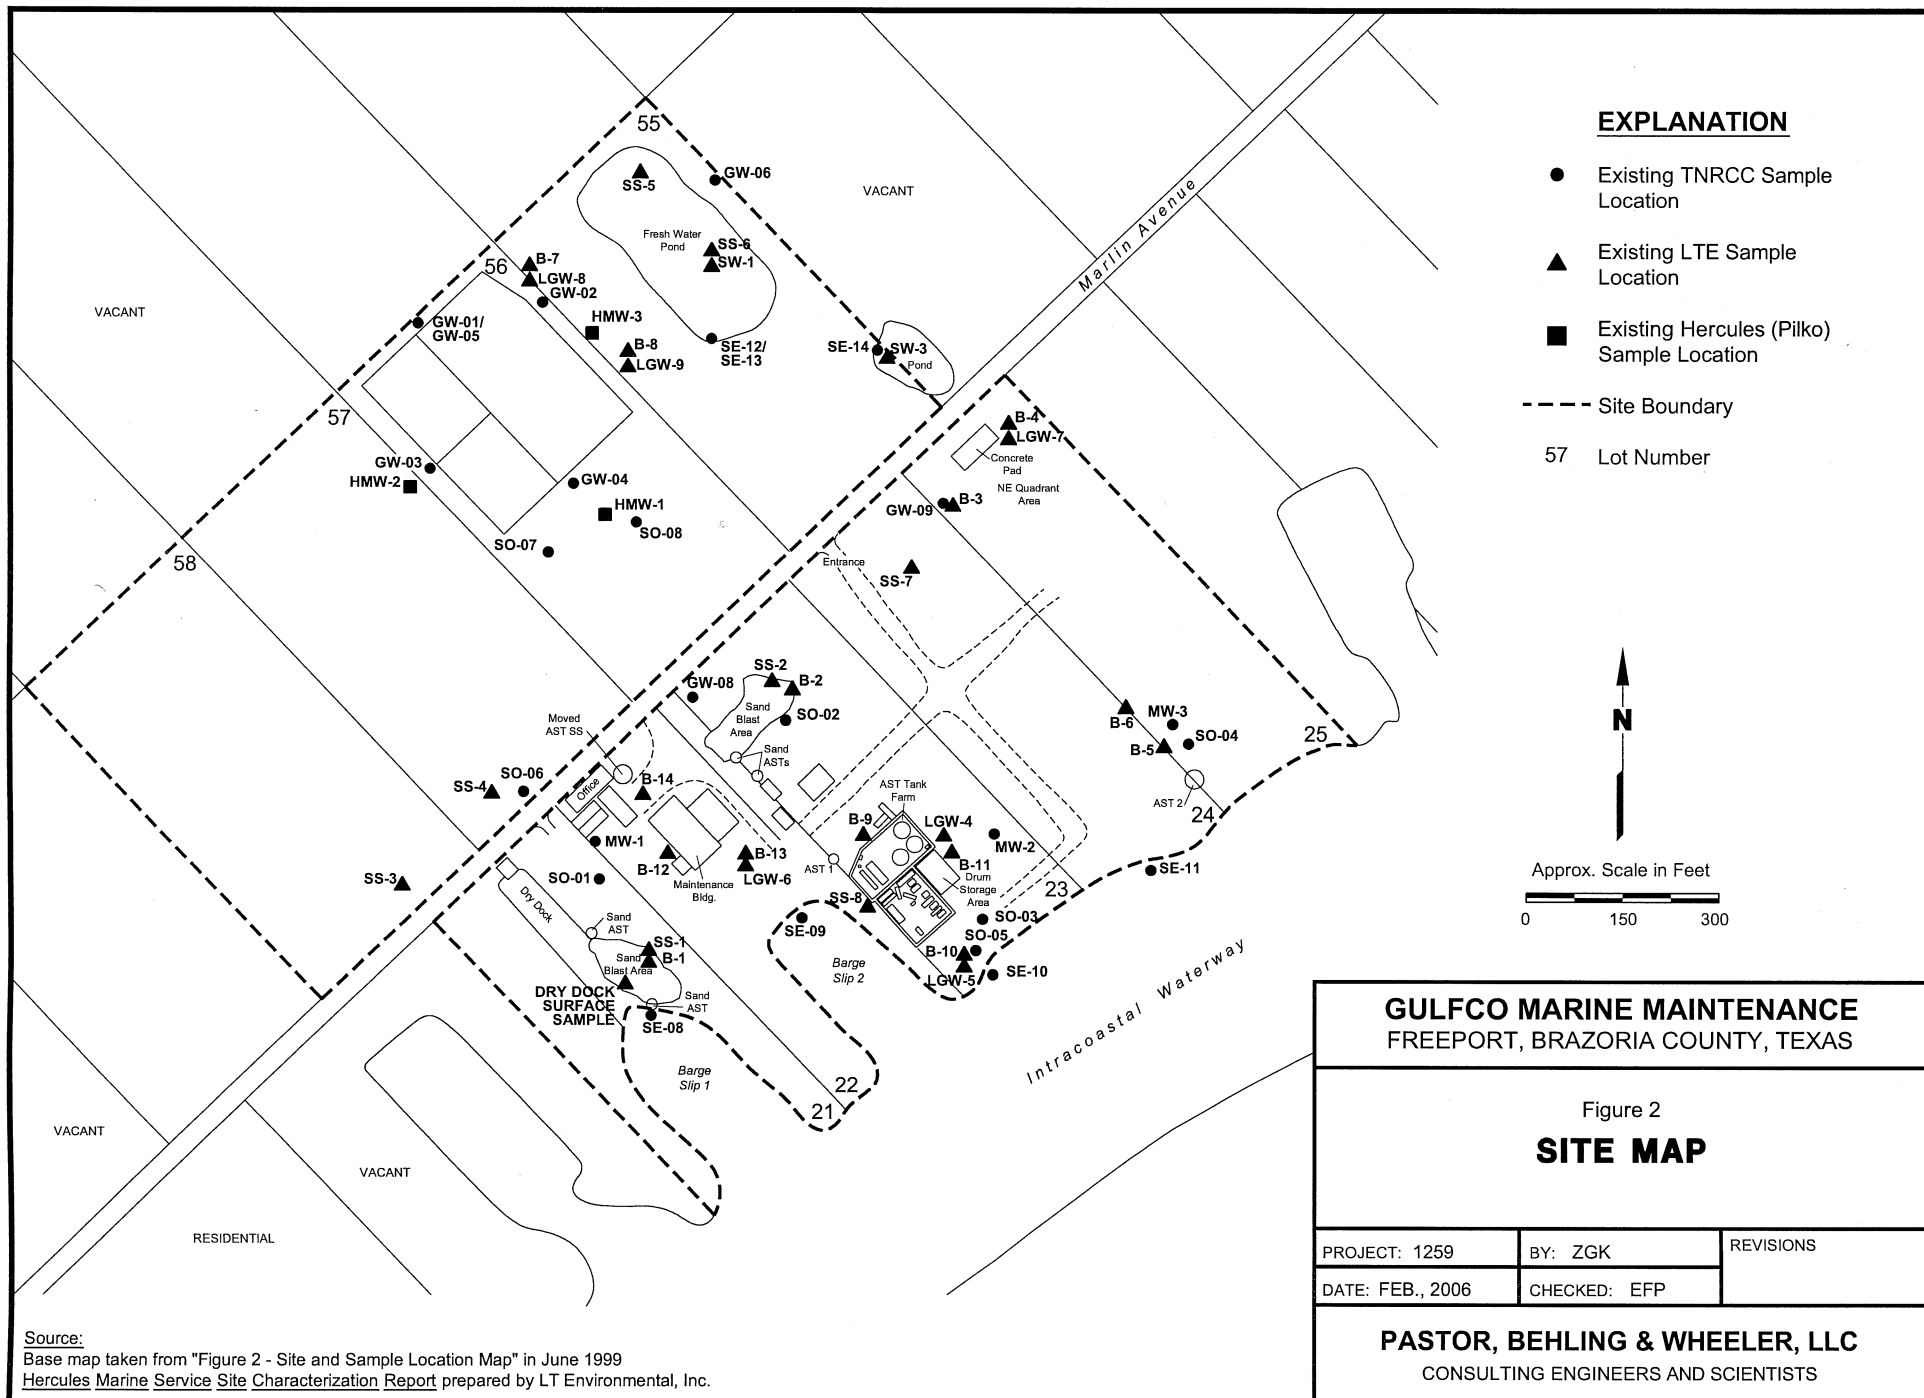 55
SS-5
GW-06
VACANT
Fresh Water
Pond
SS-6
SW-1
B-7
LGW-8
56
GW-02
VACANT
HMW-3
GW-01/
GW-05
B-8
LGW-9
SE-12/
SE-13
SE-14
SW-3
Pond
Marlin Avenue
57
B-4
LGW-7
Concrete
Pad
NE Quadrant
Area
GW-03
HMW-2
GW-04
HMW-1
SO-08
SO-07
GW-09
B-3
58
Entrance
SS-7
SS-2
B-2
GW-08
SO-02
Sand
Blast
Area
Sand
ASTs
Moved
AST SS
B-6
MW-3
SO-04
B-5
25
AST 2
24
SS-4
SO-06
Office
B-14
AST Tank
Farm
B-9
LGW-4
MW-2
B-11
MW-1
B-12
B-13
LGW-6
Maintenance
Bldg.
AST 1
Drum
Storage
Area
23
SE-11
SS-3
SO-01
Dry Dock
Sand
AST
SS-8
SE-09
SO-03
SO-05
B-10
LGW-5
SE-10
SS-1
B-1
Sand
Blast Area
DRY DOCK
SURFACE
SAMPLE
Sand
AST
SE-08
Barge
Slip 2
Barge
Slip 1
22
21
Intracoastal Waterway
VACANT
VACANT
RESIDENTIAL
EXPLANATION
Existing TNRCC Sample
Location
Existing LTE Sample
Location
Existing Hercules (Pilko)
Sample Location
Site Boundary
57 Lot Number
N
Approx. Scale in Feet
0 150 300
GULFCO MARINE MAINTENANCE
FREEPORT, BRAZORIA COUNTY, TEXAS
Figure 2
SITE MAP
PROJECT: 1259
BY: ZGK
REVISIONS
DATE: FEB., 2006
CHECKED: EFP
PASTOR, BEHLING & WHEELER, LLC
CONSULTING ENGINEERS AND SCIENTISTS
Source:
Base map taken from "Figure 2 - Site and Sample Location Map" in June 1999
Hercules Marine Service Site Characterization Report prepared by LT Environmental, Inc.